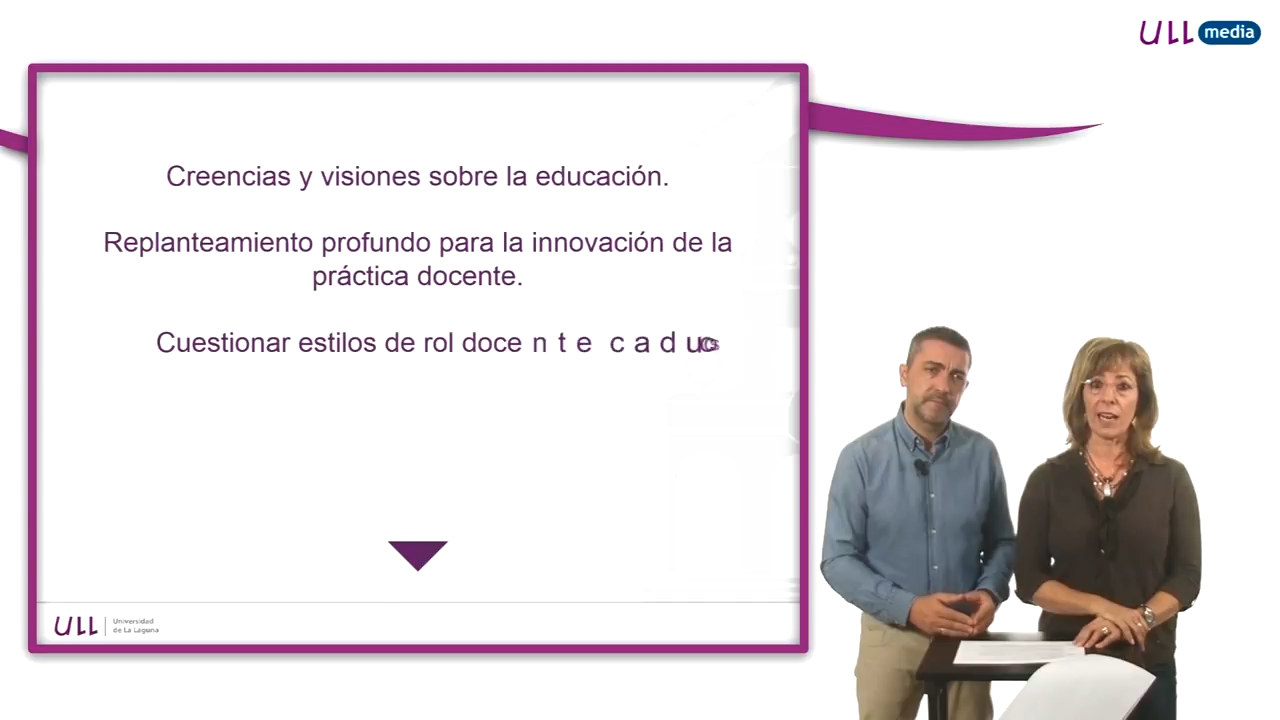 ULL media
Creencias y visiones sobre la educación.
Replanteamiento profundo para la innovación de la
práctica docente.
Cuestionar estilos de rol docente
ULL Universidad
de La Laguna